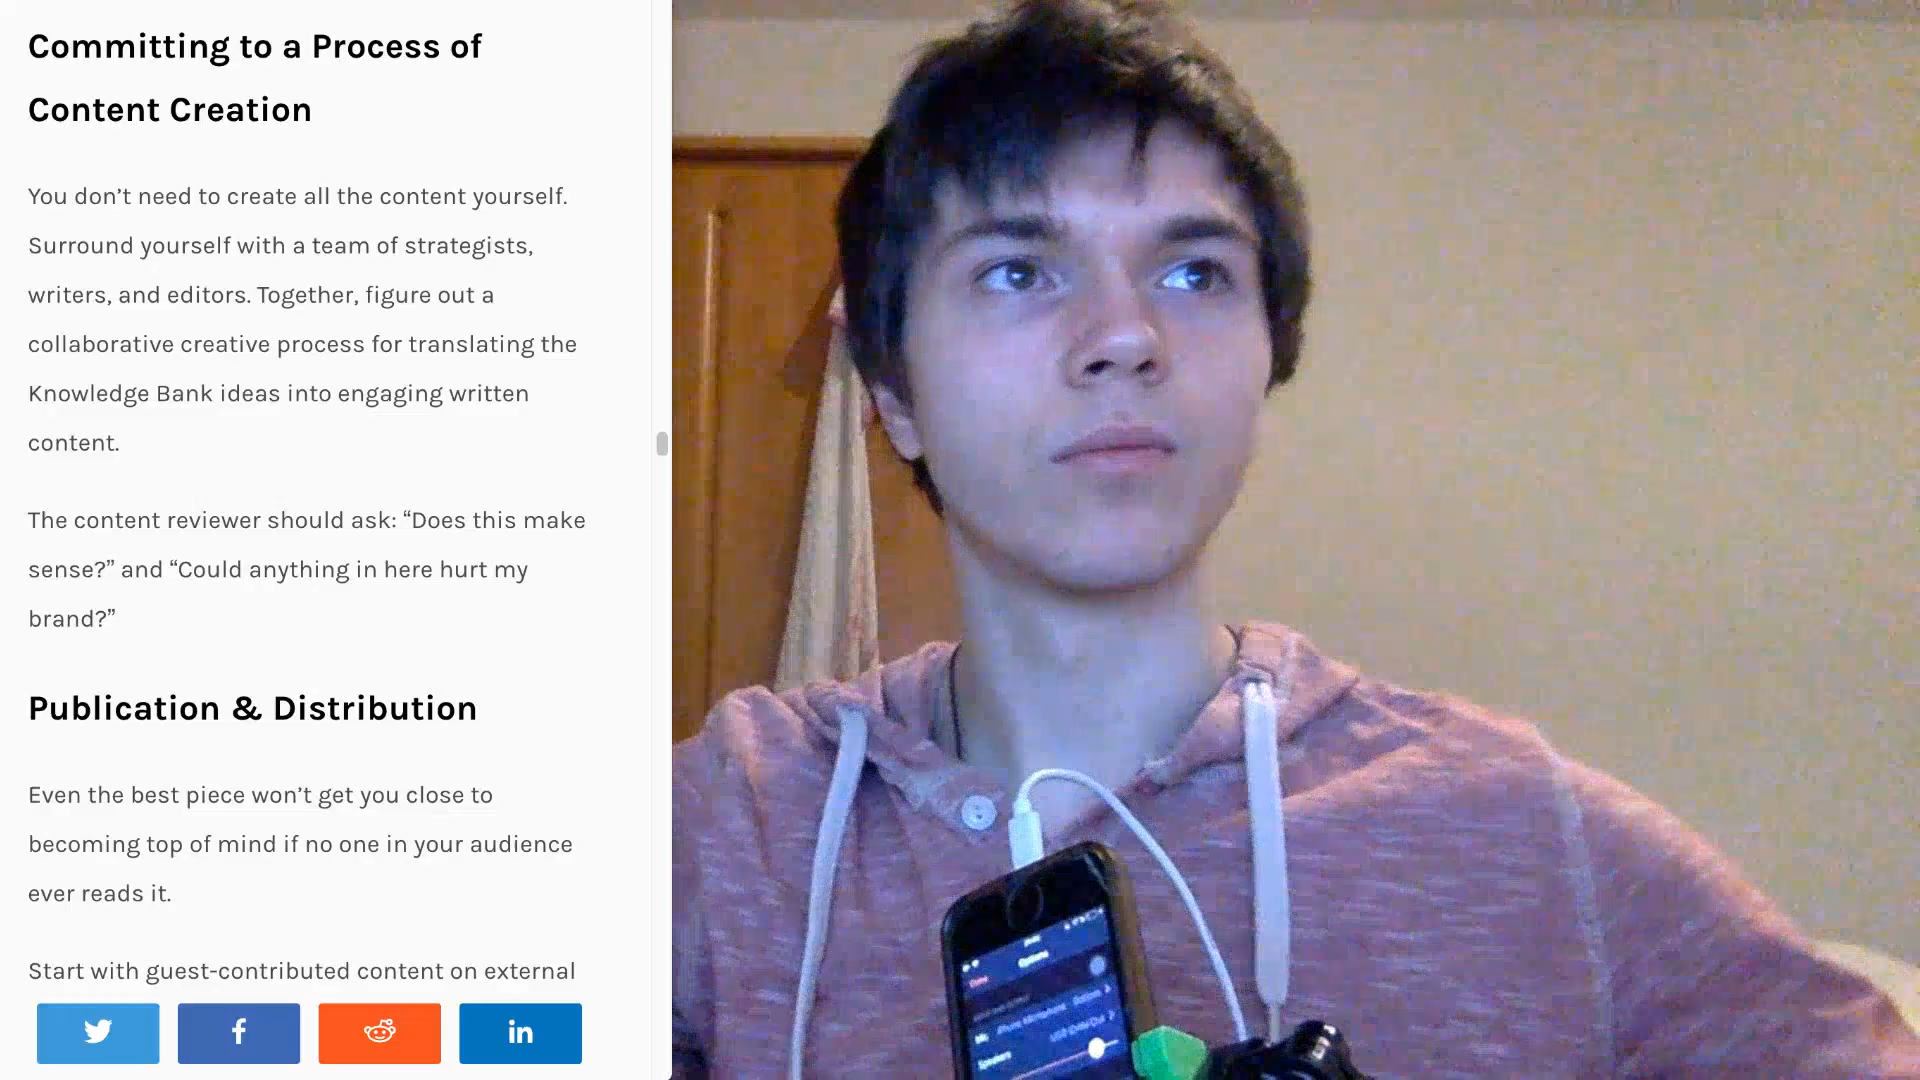 Committing to a Process of
Content Creation
You don’t need to create all the content yourself.
Surround yourself with a team of strategists,
writers, and editors. Together, figure out a
collaborative creative process for translating the
Knowledge Bank ideas into engaging written
content.
The content reviewer should ask: “Does this make
sense?” and “Could anything in here hurt my
brand?”
Publication & Distribution
Even the best piece won’t get you close to
becoming top of mind if no one in your audience
ever reads it.
Start with guest-contributed content on external
Options
Done
Mic
Speakers